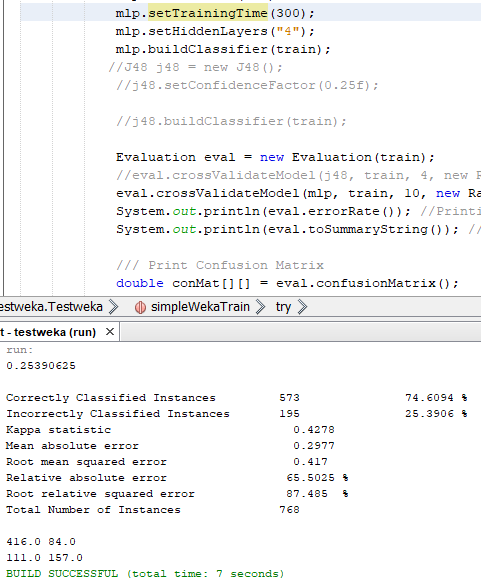 mlp.setTrainingTime(300);
mlp.setHiddenLayers("4");
mlp.buildClassifier(train);
//J48 j48 = new J48();
//j48.setConfidenceFactor(0.25f);
//j48.buildClassifier(train);
Evaluation eval = new Evaluation(train);
//eval.crossValidateModel(j48, train, 4, new R
eval.crossValidateModel(mlp, train, 10, new Ra
System.out.println(eval.errorRate()); //Printi
System.out.println(eval.toSummaryString()); //
/// Print Confusion Matrix
double conMat[][] = eval.confusionMatrix();
estweka.Testweka simpleWekaTrain try
t - testweka (run) ×
run:
0.25390625
Correctly Classified Instances 573 74.6094 %
Incorrectly Classified Instances 195 25.3906 %
Kappa statistic 0.4278
Mean absolute error 0.2977
Root mean squared error 0.417
Relative absolute error 65.5025 %
Root relative squared error 87.485 %
Total Number of Instances 768
416.0 84.0
111.0 157.0
BUILD SUCCESSFUL (total time: 7 seconds)